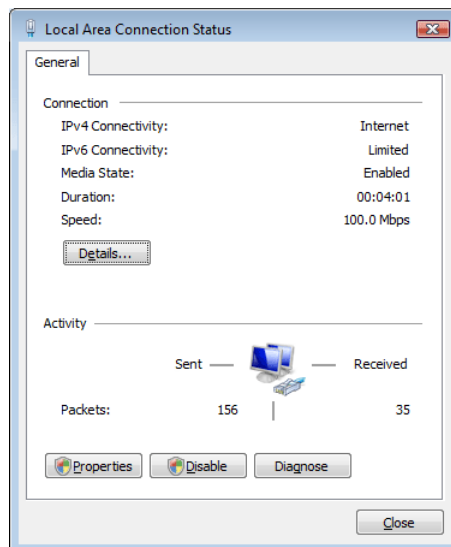 Local Area Connection Status
General
Connection
IPv4 Connectivity: Internet
IPv6 Connectivity: Limited
Media State: Enabled
Duration: 00:04:01
Speed: 100.0 Mbps
Details...
Activity
Sent Received
Packets: 156 35
Properties Disable Diagnose
Close